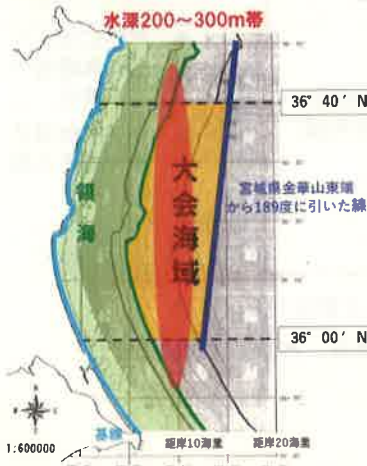 水深200～300m帯
36° 40′ N
大会海域
領海
宮城県金華山東端
から189度に引いた線
36° 00′ N
基線
距岸10海里
距岸20海里
1:600000